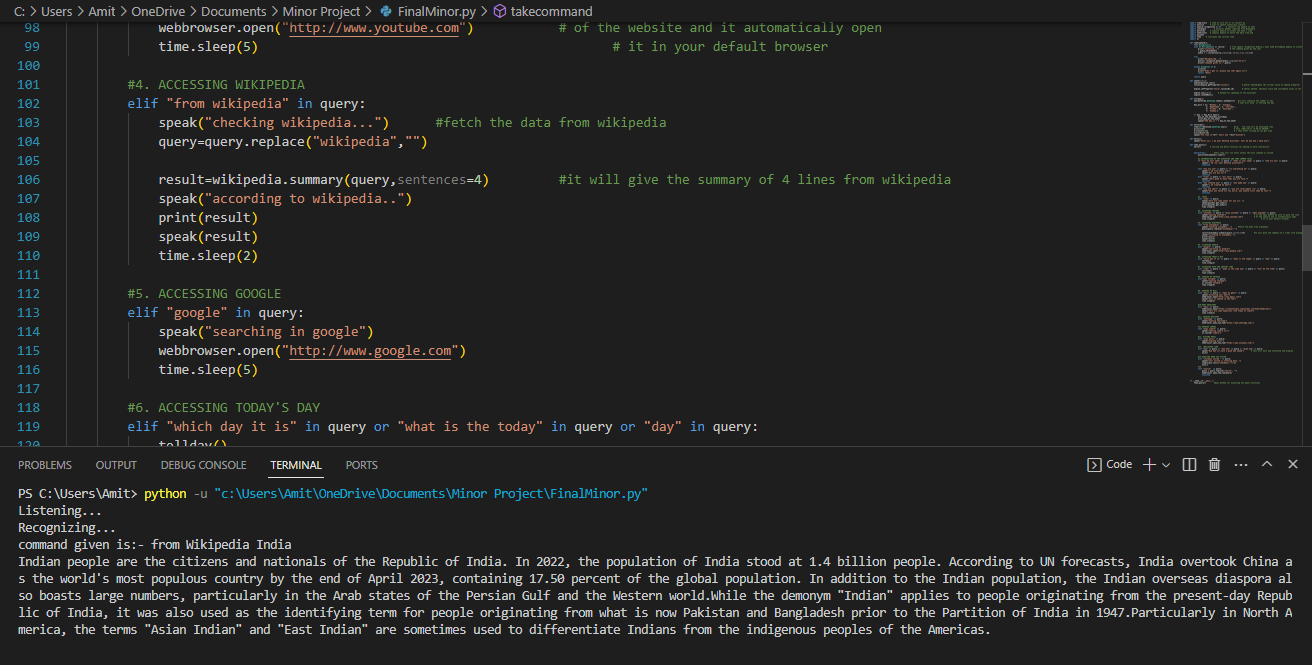 C: > Users > Amit > OneDrive > Documents > Minor Project > FinalMinor.py > takecommand
98 webbrowser.open("http://www.youtube.com") # of the website and it automatically open
99 time.sleep(5) # it in your default browser
100
101 #4. ACCESSING WIKIPEDIA
102 elif "from wikipedia" in query:
103 speak("checking wikipedia...") #fetch the data from wikipedia
104 query=query.replace("wikipedia","")
105
106 result=wikipedia.summary(query,sentences=4) #it will give the summary of 4 lines from wikipedia
107 speak("according to wikipedia..")
108 print(result)
109 speak(result)
110 time.sleep(2)
111
112 #5. ACCESSING GOOGLE
113 elif "google" in query:
114 speak("searching in google")
115 webbrowser.open("http://www.google.com")
116 time.sleep(5)
117
118 #6. ACCESSING TODAY'S DAY
119 elif "which day it is" in query or "what is the today" in query or "day" in query:
120 tellday()
PROBLEMS OUTPUT DEBUG CONSOLE TERMINAL PORTS Code
PS C:\Users\Amit> python -u "c:\Users\Amit\OneDrive\Documents\Minor Project\FinalMinor.py"
Listening...
Recognizing...
command given is:- from Wikipedia India
Indian people are the citizens and nationals of the Republic of India. In 2022, the population of India stood at 1.4 billion people. According to UN forecasts, India overtook China a
s the world's most populous country by the end of April 2023, containing 17.50 percent of the global population. In addition to the Indian population, the Indian overseas diaspora al
so boasts large numbers, particularly in the Arab states of the Persian Gulf and the Western world.While the demonym "Indian" applies to people originating from the present-day Repub
lic of India, it was also used as the identifying term for people originating from what is now Pakistan and Bangladesh prior to the Partition of India in 1947.Particularly in North A
merica, the terms "Asian Indian" and "East Indian" are sometimes used to differentiate Indians from the indigenous peoples of the Americas.